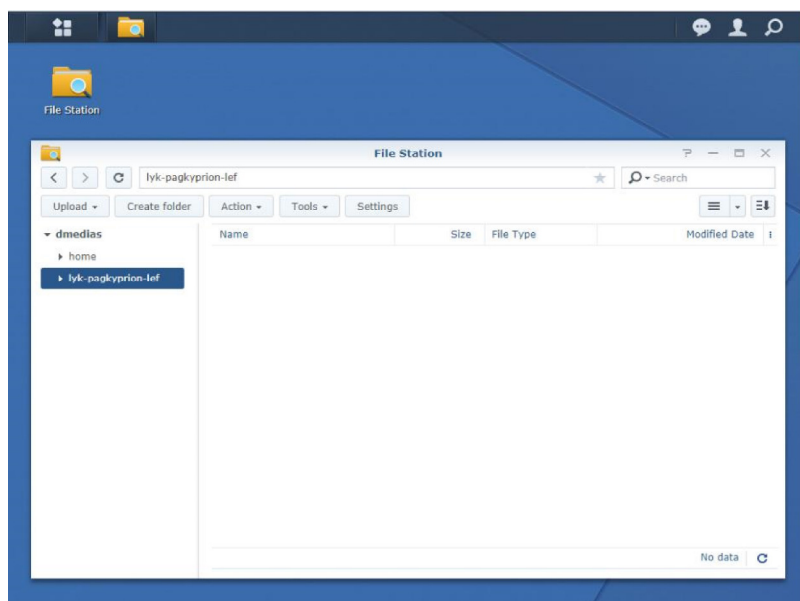 File Station
File Station
lyk-pagkyprion-lef
Search
Upload Create folder Action Tools Settings
dmedias
home
lyk-pagkyprion-lef
Name Size File Type Modified Date
No data